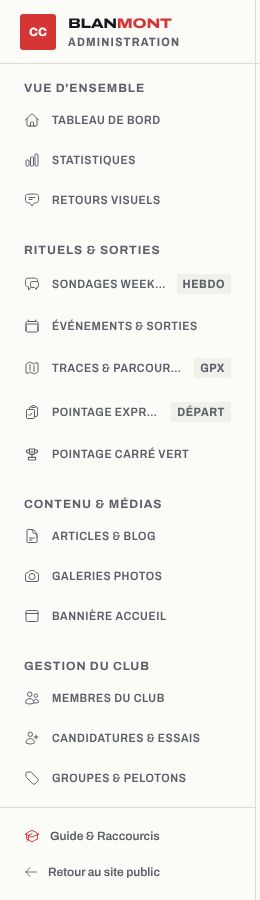 CC
BLANMONT
ADMINISTRATION
VUE D'ENSEMBLE
TABLEAU DE BORD
STATISTIQUES
RETOURS VISUELS
RITUELS & SORTIES
SONDAGES WEEK... HEBDO
ÉVÉNEMENTS & SORTIES
TRACES & PARCOUR... GPX
POINTAGE EXPR... DÉPART
POINTAGE CARRÉ VERT
CONTENU & MÉDIAS
ARTICLES & BLOG
GALERIES PHOTOS
BANNIÈRE ACCUEIL
GESTION DU CLUB
MEMBRES DU CLUB
CANDIDATURES & ESSAIS
GROUPES & PELOTONS
Guide & Raccourcis
Retour au site public